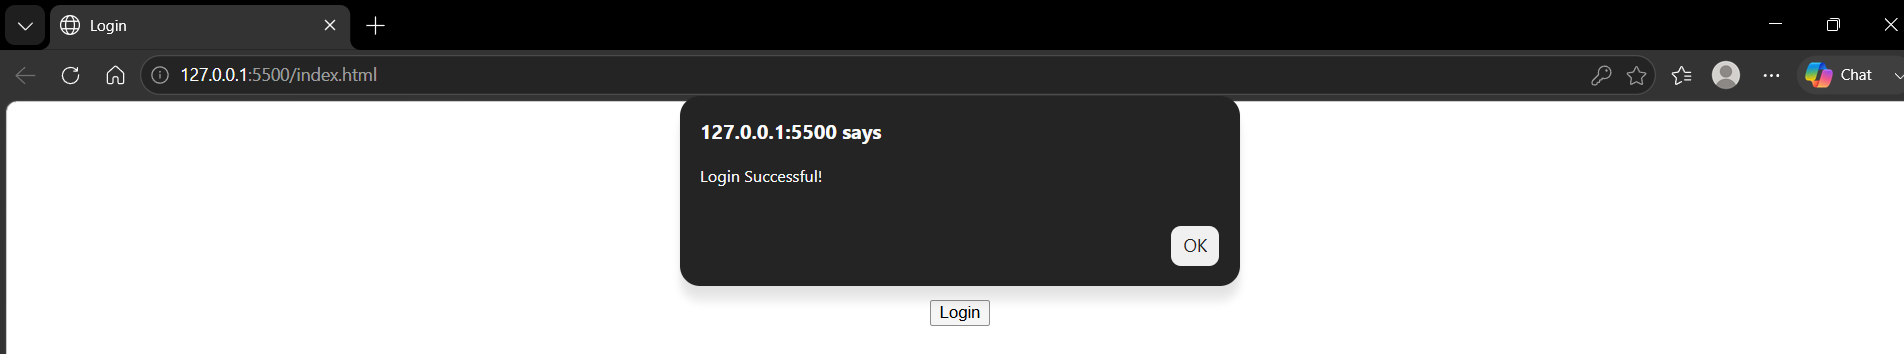 Login
127.0.0.1:5500/index.html
Chat
127.0.0.1:5500 says
Login Successful!
OK
Login